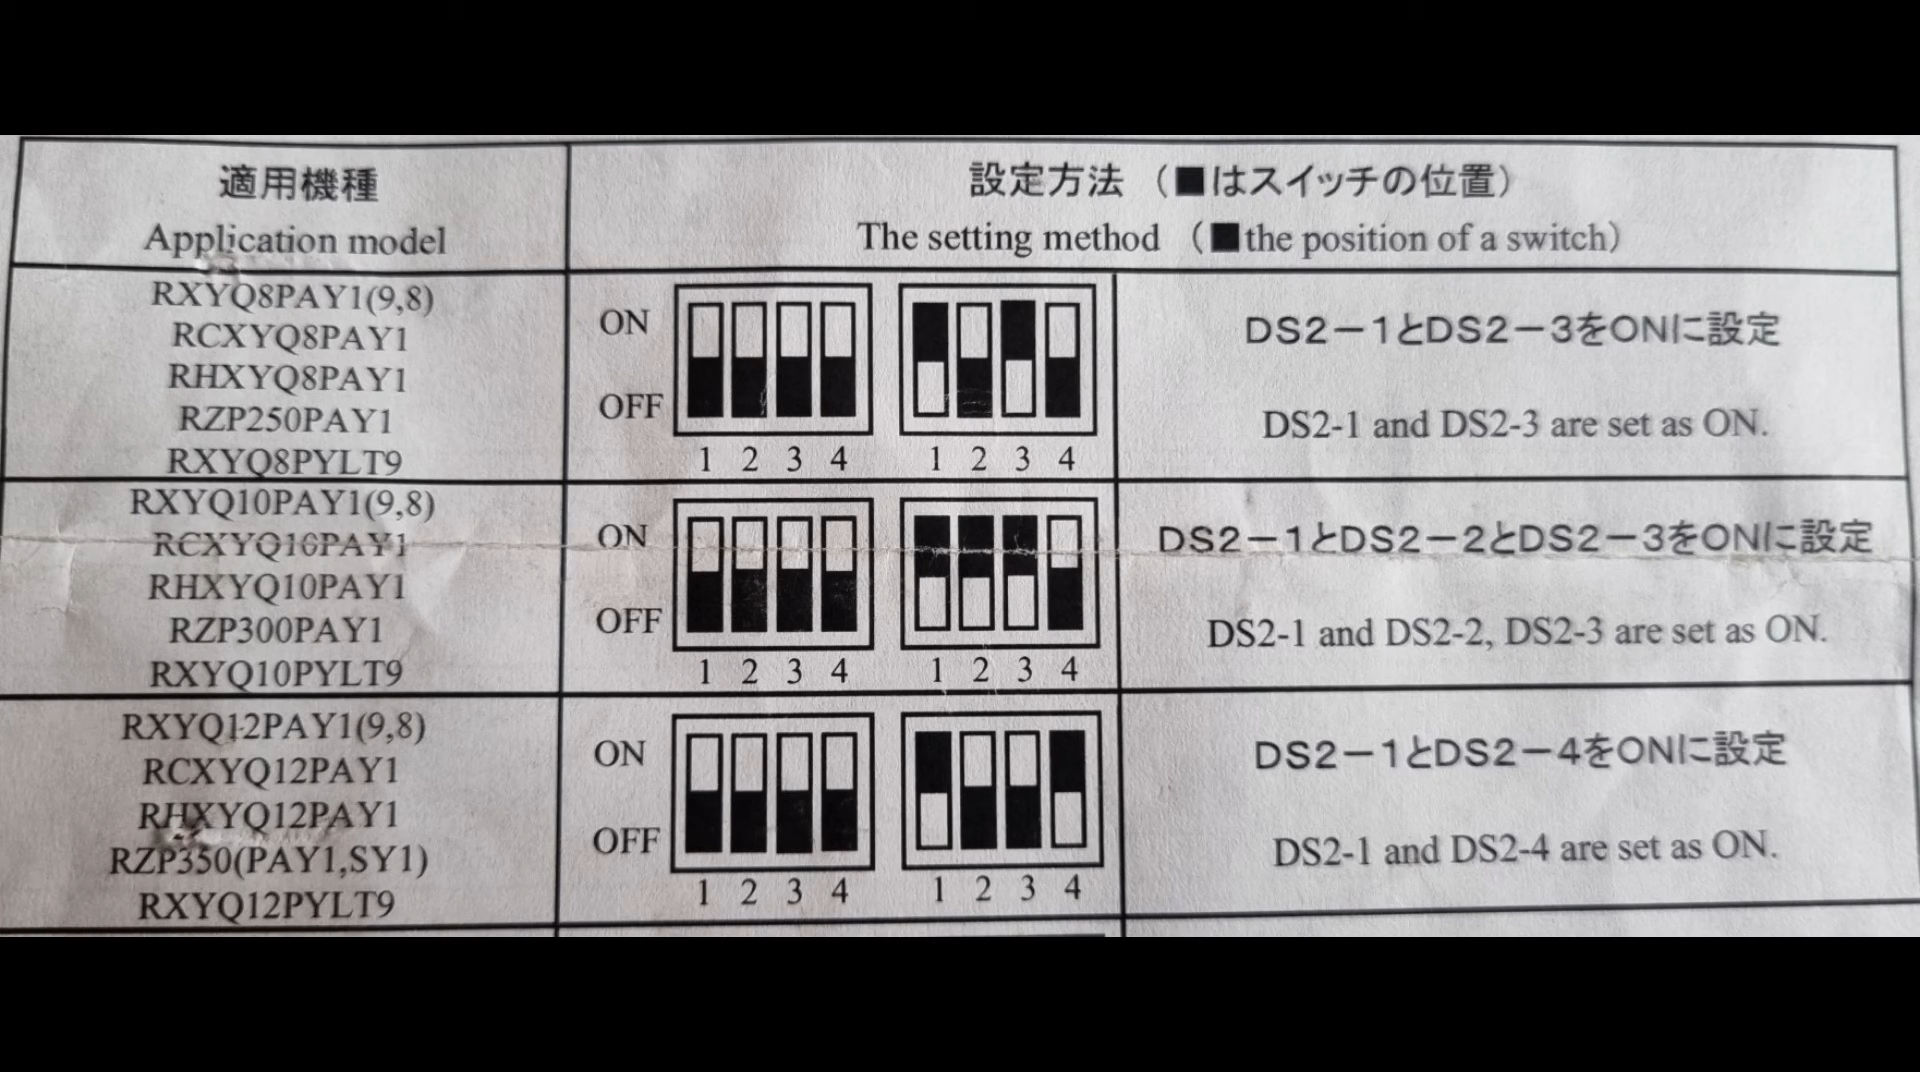 適用機種
Application model
設定方法 （■はスイッチの位置）
The setting method （■the position of a switch）
RXYQ8PAY1(9,8)
RCXYQ8PAY1
RHXYQ8PAY1
RZP250PAY1
RXYQ8PYLT9
ON
OFF
1 2 3 4
1 2 3 4
DS2－1とDS2－3をONに設定
DS2-1 and DS2-3 are set as ON.
RXYQ10PAY1(9,8)
RCXYQ10PAY1
RHXYQ10PAY1
RZP300PAY1
RXYQ10PYLT9
ON
OFF
1 2 3 4
1 2 3 4
DS2－1とDS2－2とDS2－3をONに設定
DS2-1 and DS2-2, DS2-3 are set as ON.
RXYQ12PAY1(9,8)
RCXYQ12PAY1
RHXYQ12PAY1
RZP350(PAY1,SY1)
RXYQ12PYLT9
ON
OFF
1 2 3 4
1 2 3 4
DS2－1とDS2－4をONに設定
DS2-1 and DS2-4 are set as ON.